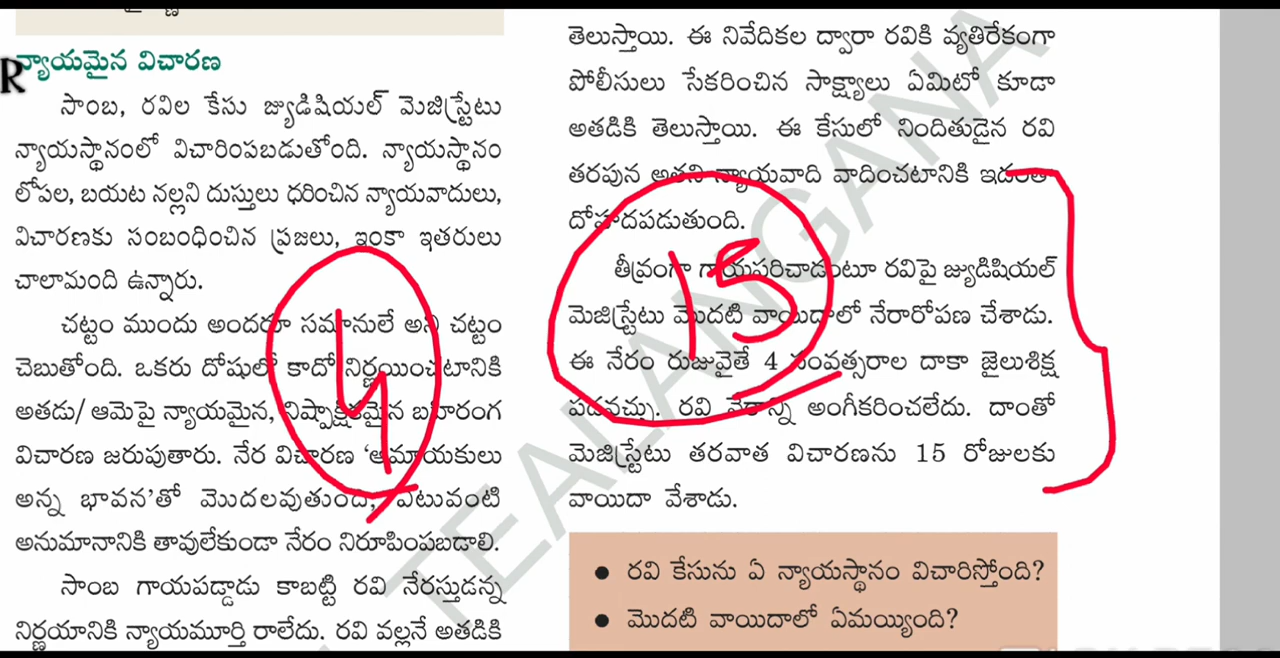 న్యాయమైన విచారణ
సాంబ, రవిల కేసు జ్యుడిషియల్ మెజిస్ట్రేటు
న్యాయస్థానంలో విచారింపబడుతోంది. న్యాయస్థానం
లోపల, బయట నల్లని దుస్తులు ధరించిన న్యాయవాదులు,
విచారణకు సంబంధించిన ప్రజలు, ఇంకా ఇతరులు
చాలామంది ఉన్నారు.
చట్టం ముందు అందరూ సమానులే అని చట్టం
చెబుతోంది. ఒకరు దోషులో కాదో నిర్ణయించటానికి
అతడు/ ఆమెపై న్యాయమైన, నిష్పాక్షికమైన బహిరంగ
విచారణ జరుపుతారు. నేర విచారణ ‘అమాయకులు
అన్న భావన’తో మొదలవుతుంది, ఎటువంటి
అనుమానానికి తావులేకుండా నేరం నిరూపింపబడాలి.
సాంబ గాయపడ్డాడు కాబట్టి రవి నేరస్తుడన్న
నిర్ణయానికి న్యాయమూర్తి రాలేదు. రవి వల్లనే అతడికి
4
తెలుస్తాయి. ఈ నివేదికల ద్వారా రవికి వ్యతిరేకంగా
పోలీసులు సేకరించిన సాక్ష్యాలు ఏమిటో కూడా
అతడికి తెలుస్తాయి. ఈ కేసులో నిందితుడైన రవి
తరపున అతని న్యాయవాది వాదించటానికి ఇదంతా
దోహదపడుతుంది.
తీవ్రంగా గాయపరిచాడంటూ రవిపై జ్యుడిషియల్
మెజిస్ట్రేటు మొదటి వాయిదాలో నేరారోపణ చేశాడు.
ఈ నేరం రుజువైతే 4 సంవత్సరాల దాకా జైలుశిక్ష
పడవచ్చు. రవి నేరాన్ని అంగీకరించలేదు. దాంతో
మెజిస్ట్రేటు తరవాత విచారణను 15 రోజులకు
వాయిదా వేశాడు.
15
• రవి కేసును ఏ న్యాయస్థానం విచారిస్తోంది?
• మొదటి వాయిదాలో ఏమయ్యింది?
TEALANGANA
R